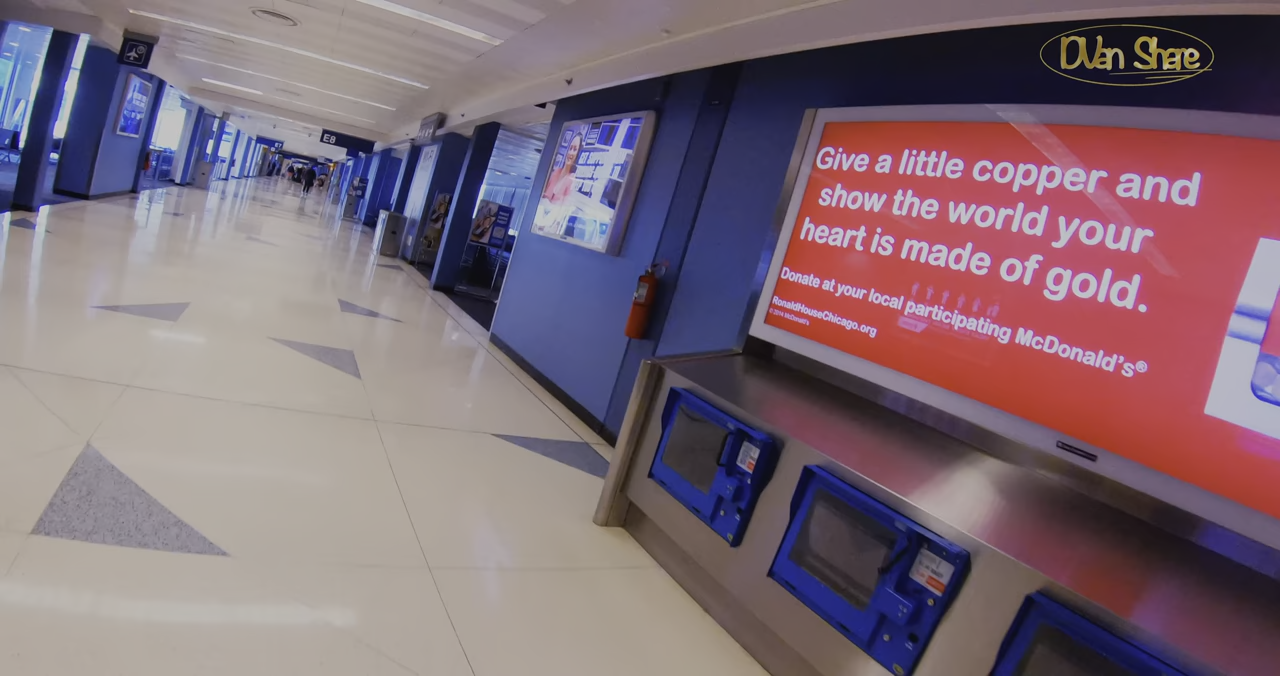 DVan Share
E8
Give a little copper and
show the world your
heart is made of gold.
Donate at your local participating McDonald's®
RonaldHouseChicago.org
© 2014 McDonald's